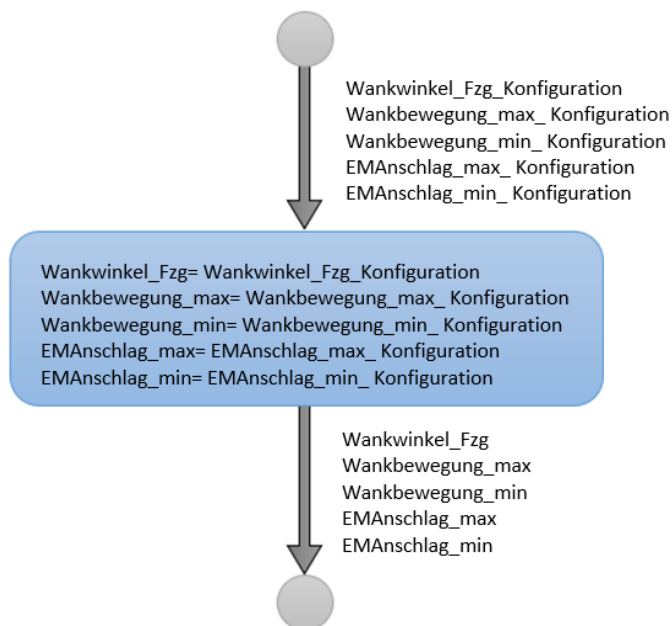 Wankwinkel_Fzg_Konfiguration
Wankbewegung_max_ Konfiguration
Wankbewegung_min_ Konfiguration
EMAnschlag_max_ Konfiguration
EMAnschlag_min_ Konfiguration
Wankwinkel_Fzg= Wankwinkel_Fzg_Konfiguration
Wankbewegung_max= Wankbewegung_max_ Konfiguration
Wankbewegung_min= Wankbewegung_min_ Konfiguration
EMAnschlag_max= EMAnschlag_max_ Konfiguration
EMAnschlag_min= EMAnschlag_min_ Konfiguration
Wankwinkel_Fzg
Wankbewegung_max
Wankbewegung_min
EMAnschlag_max
EMAnschlag_min